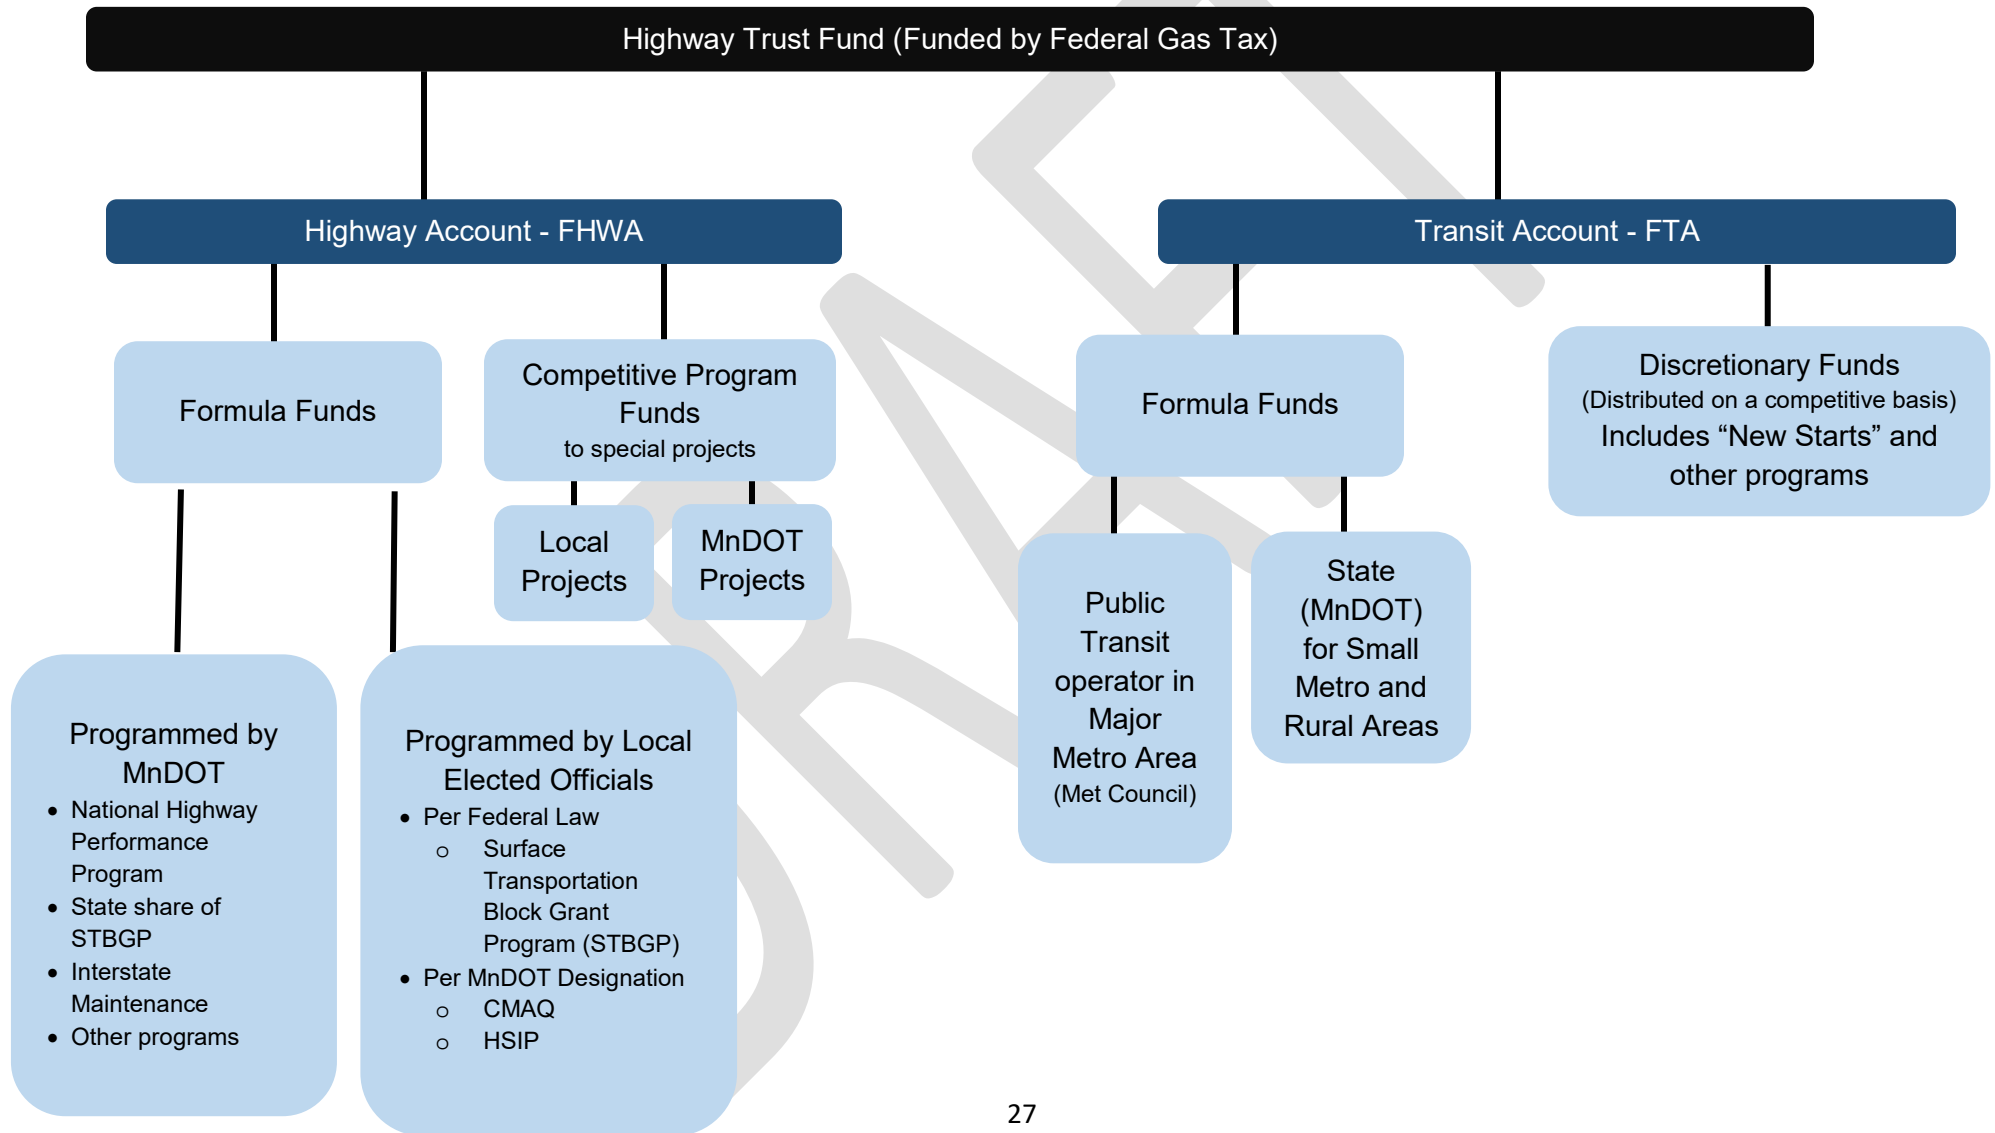 Highway Trust Fund (Funded by Federal Gas Tax)
Highway Account - FHWA
Transit Account - FTA
Formula Funds
Competitive Program
Funds
to special projects
Formula Funds
Discretionary Funds
(Distributed on a competitive basis)
Includes “New Starts” and
other programs
Local
Projects
MnDOT
Projects
Public
Transit
operator in
Major
Metro Area
(Met Council)
State
(MnDOT)
for Small
Metro and
Rural Areas
Programmed by
MnDOT
• National Highway
Performance
Program
• State share of
STBGP
• Interstate
Maintenance
• Other programs
Programmed by Local
Elected Officials
• Per Federal Law
o Surface
Transportation
Block Grant
Program (STBGP)
• Per MnDOT Designation
o CMAQ
o HSIP
DRAFT
27